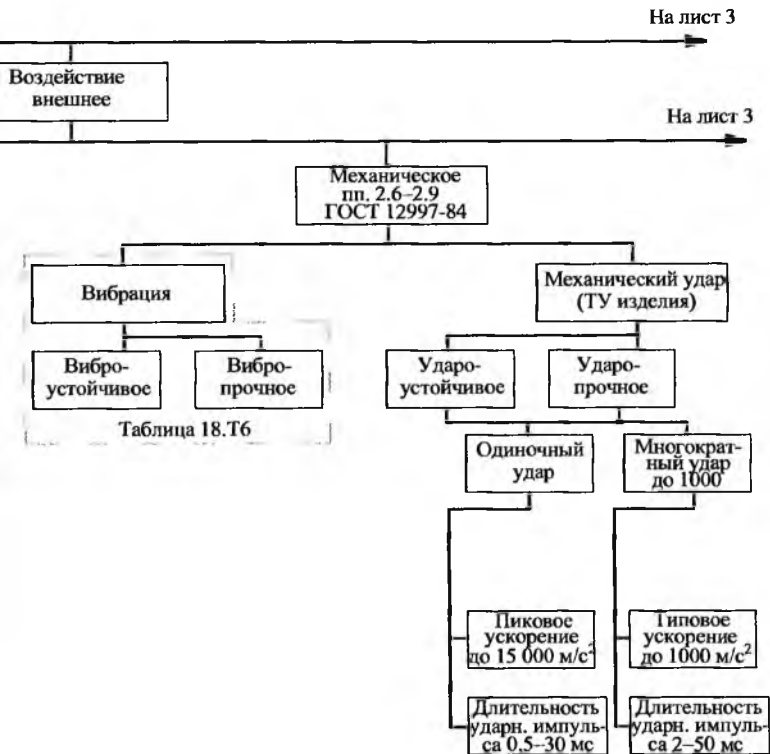 На лист 3
Воздействие
внешнее
На лист 3
Механическое
пп. 2.6–2.9
ГОСТ 12997-84
Вибрация
Механический удар
(ТУ изделия)
Вибро-
устойчивое
Вибро-
прочное
Ударо-
устойчивое
Ударо-
прочное
Таблица 18.Т6
Одиночный
удар
Многократ-
ный удар
до 1000
Пиковое
ускорение
до 15 000 м/с²
Типовое
ускорение
до 1000 м/с²
Длительность
ударн. импуль-
са 0,5–30 мс
Длительность
ударн. импуль-
са 2–50 мс